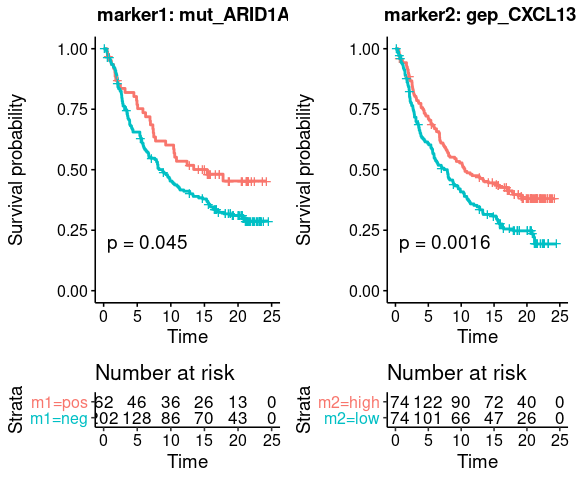 marker1: mut_ARID1A
Survival probability
1.00
0.75
0.50
0.25
0.00
p = 0.045
0 5 10 15 20 25
Time
Number at risk
Strata
m1=pos 62 46 36 26 13 0
m1=neg 02 128 86 70 43 0
0 5 10 15 20 25
Time
marker2: gep_CXCL13
Survival probability
1.00
0.75
0.50
0.25
0.00
p = 0.0016
0 5 10 15 20 25
Time
Number at risk
Strata
m2=high 74 122 90 72 40 0
m2=low 74 101 66 47 26 0
0 5 10 15 20 25
Time